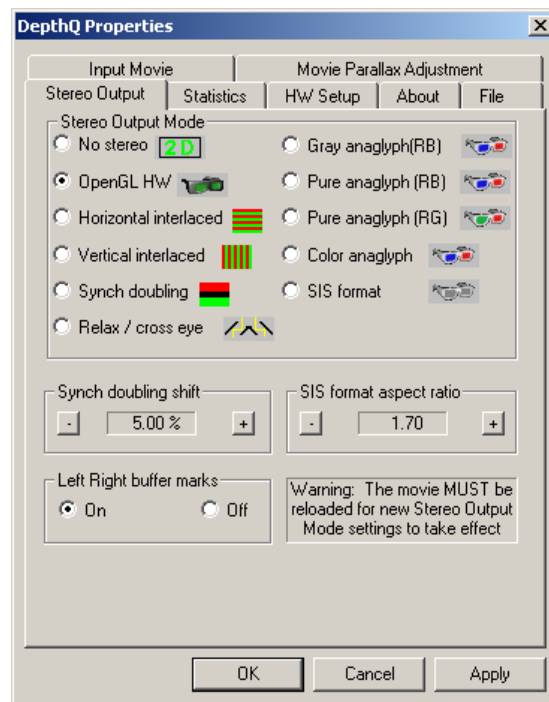 DepthQ Properties
Input Movie
Movie Parallax Adjustment
Stereo Output
Statistics
HW Setup
About
File
Stereo Output Mode
No stereo 2D
OpenGL HW
Horizontal interlaced
Vertical interlaced
Synch doubling
Relax / cross eye
Gray anaglyph(RB)
Pure anaglyph (RB)
Pure anaglyph (RG)
Color anaglyph
SIS format
Synch doubling shift
- 5.00 % +
SIS format aspect ratio
- 1.70 +
Left Right buffer marks
On Off
Warning: The movie MUST be
reloaded for new Stereo Output
Mode settings to take effect
OK Cancel Apply